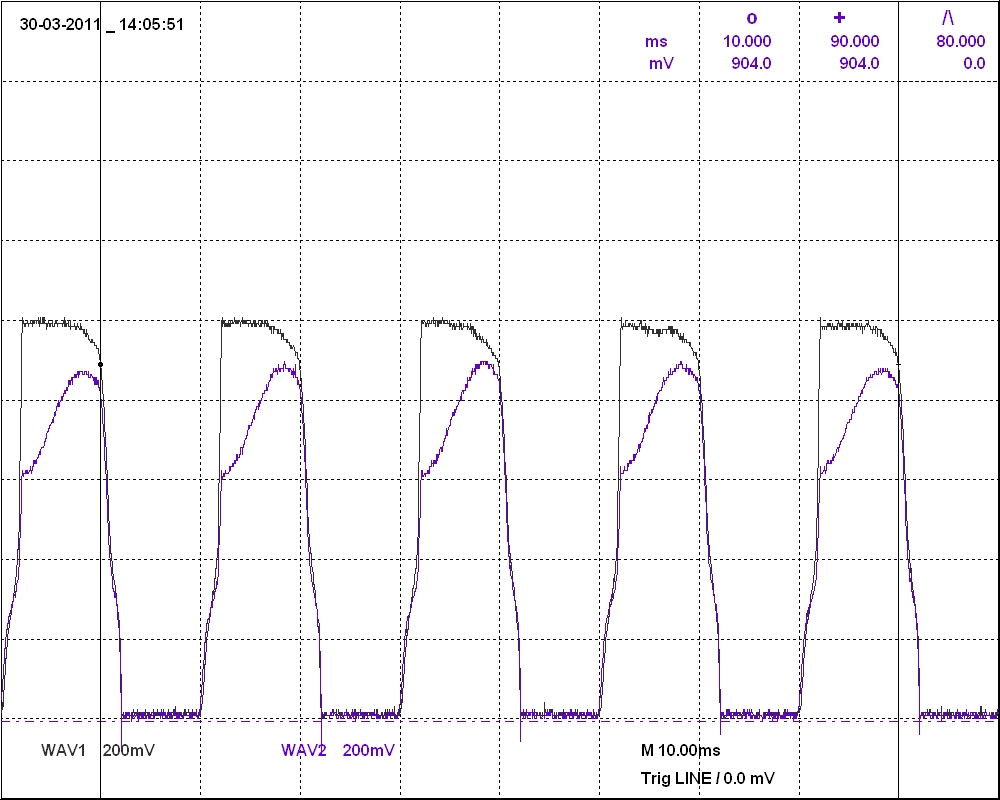 30-03-2011 _ 14:05:51
o + /\
ms 10.000 90.000 80.000
mV 904.0 904.0 0.0
WAV1 200mV WAV2 200mV M 10.00ms
Trig LINE / 0.0 mV